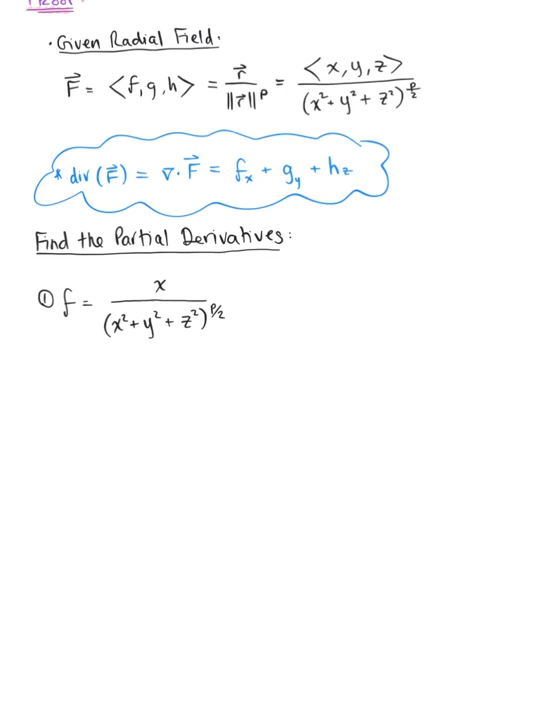 PROOF
· Given Radial Field.
F⃗ = <f, g, h> = r⃗ / ||r⃗||^p = <x, y, z> / (x² + y² + z²)^(p/2)
* div(F⃗) = ∇·F⃗ = f_x + g_y + h_z
Find the Partial Derivatives:
① f = x / (x² + y² + z²)^(p/2)